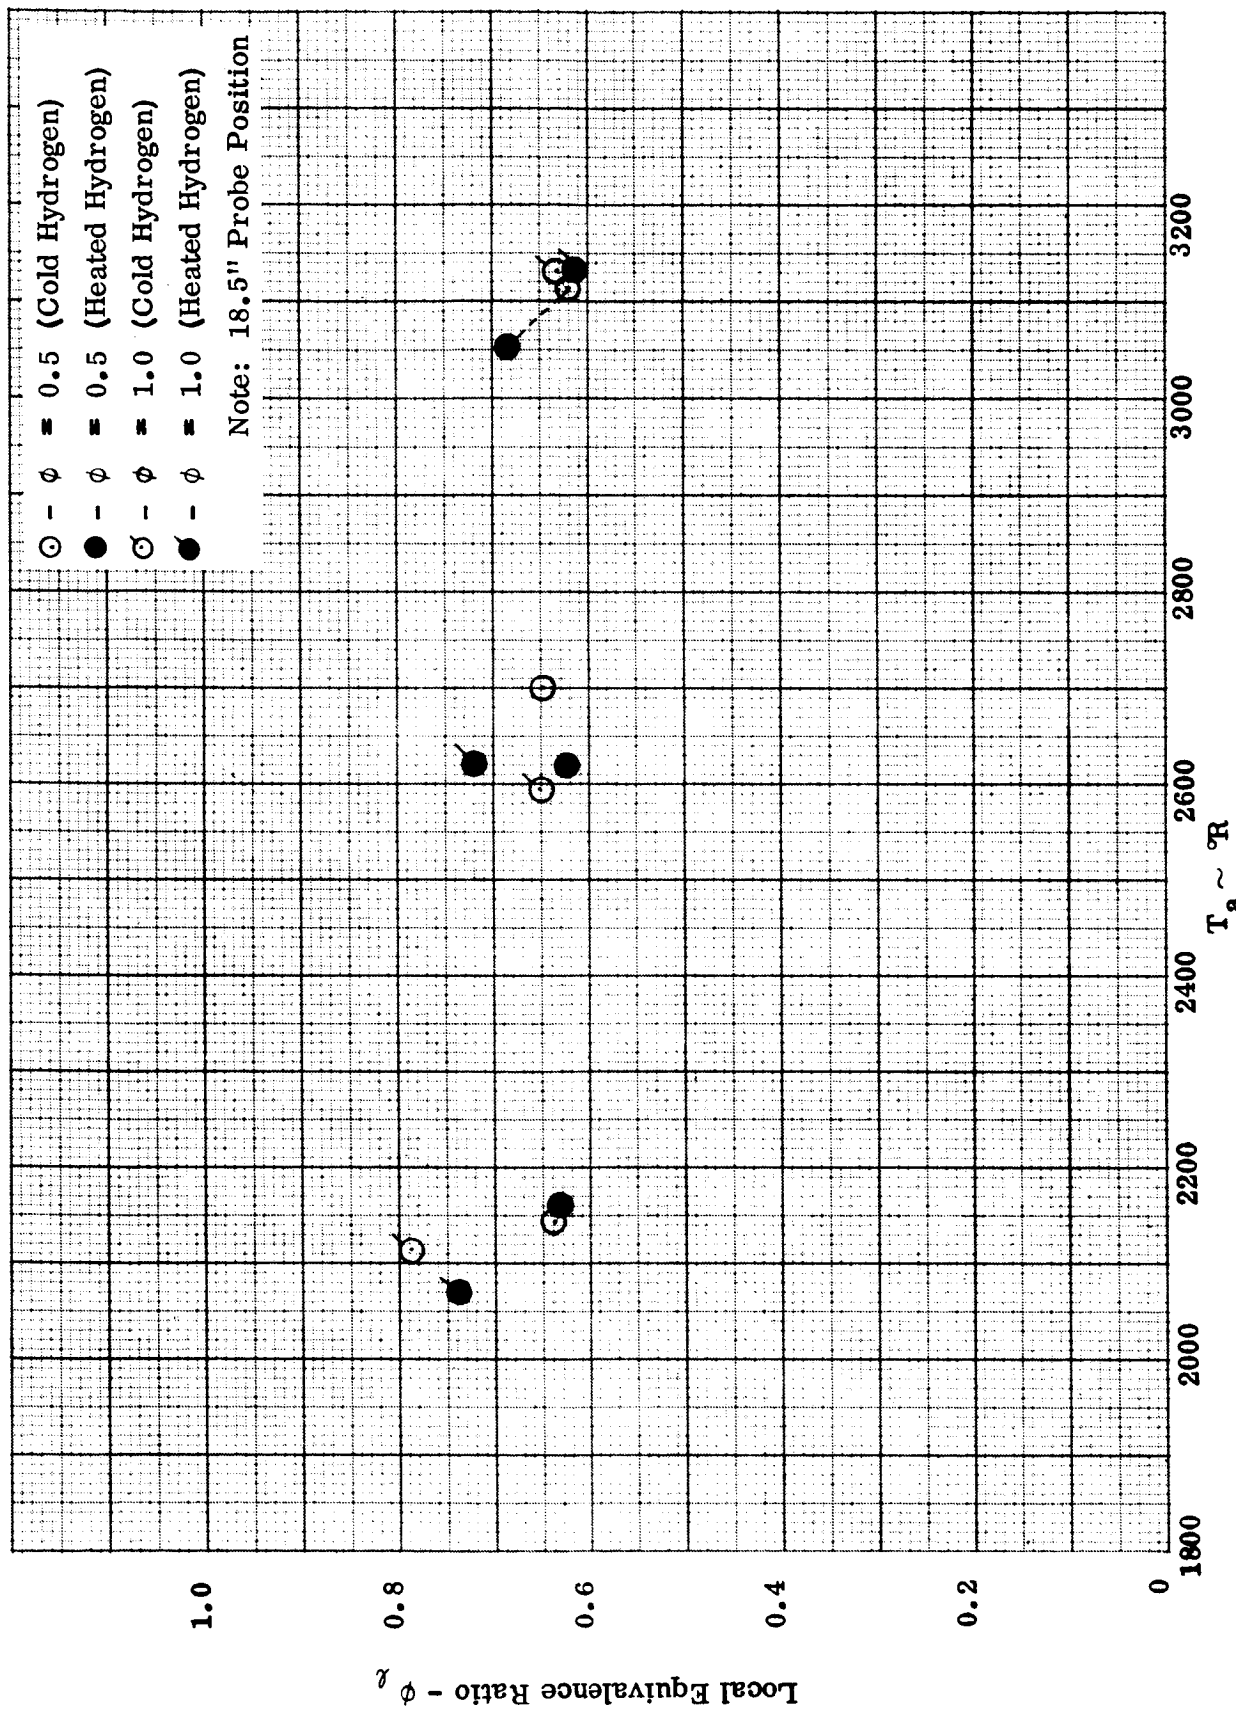 ⊙ - ϕ = 0.5 (Cold Hydrogen)
● - ϕ = 0.5 (Heated Hydrogen)
⊙ - ϕ = 1.0 (Cold Hydrogen)
● - ϕ = 1.0 (Heated Hydrogen)
Note: 18.5" Probe Position
Local Equivalence Ratio - ϕℓ
1.0
0.8
0.6
0.4
0.2
0
1800
2000
2200
2400
2600
2800
3000
3200
Ta ~ °R